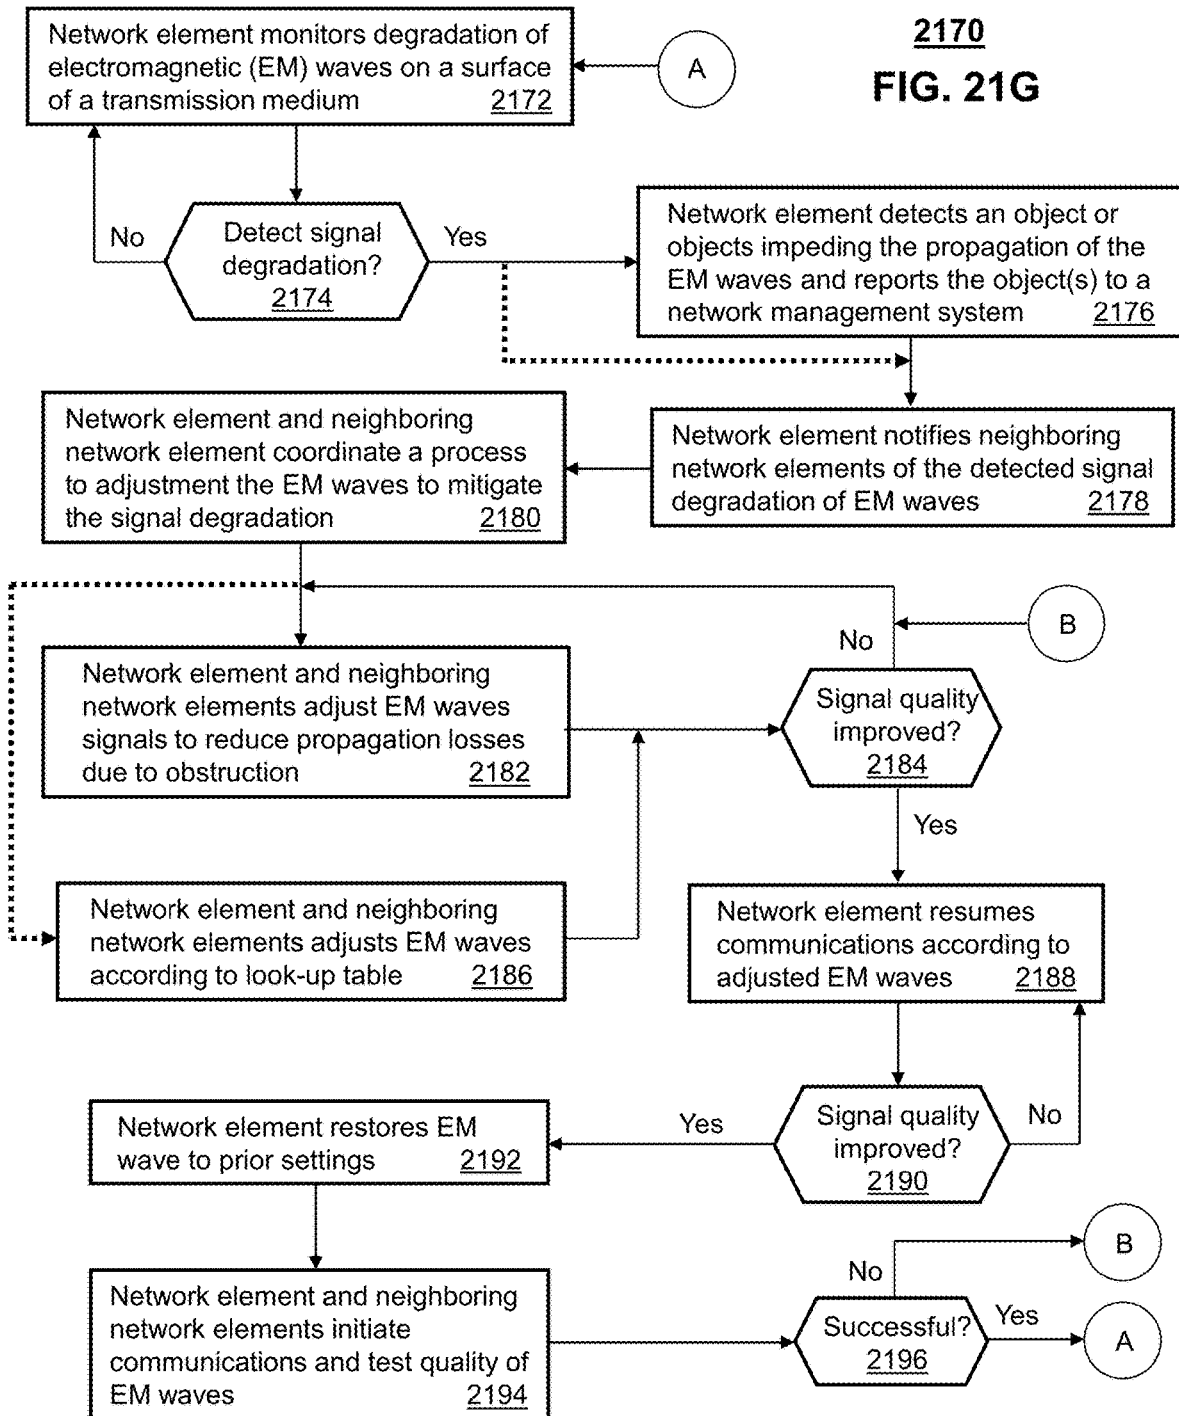 2170
FIG. 21G
Network element monitors degradation of
electromagnetic (EM) waves on a surface
of a transmission medium 2172
A
No
Detect signal
degradation?
2174
Yes
Network element detects an object or
objects impeding the propagation of the
EM waves and reports the object(s) to a
network management system 2176
Network element and neighboring
network element coordinate a process
to adjustment the EM waves to mitigate
the signal degradation 2180
Network element notifies neighboring
network elements of the detected signal
degradation of EM waves 2178
No
B
Network element and neighboring
network elements adjust EM waves
signals to reduce propagation losses
due to obstruction 2182
Signal quality
improved?
2184
Yes
Network element and neighboring
network elements adjusts EM waves
according to look-up table 2186
Network element resumes
communications according to
adjusted EM waves 2188
Network element restores EM
wave to prior settings 2192
Yes
Signal quality
improved?
2190
No
Network element and neighboring
network elements initiate
communications and test quality of
EM waves 2194
No
B
Successful?
2196
Yes
A